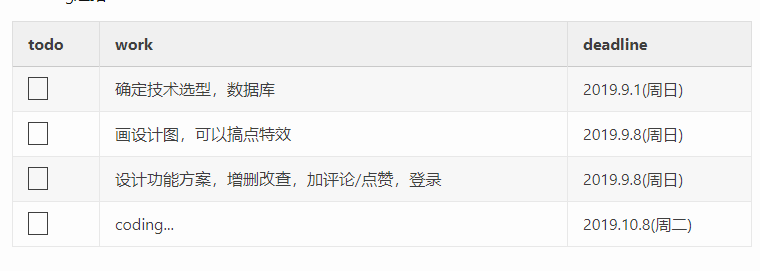 todo work deadline
确定技术选型，数据库 2019.9.1(周日)
画设计图，可以搞点特效 2019.9.8(周日)
设计功能方案，增删改查，加评论/点赞，登录 2019.9.8(周日)
coding... 2019.10.8(周二)